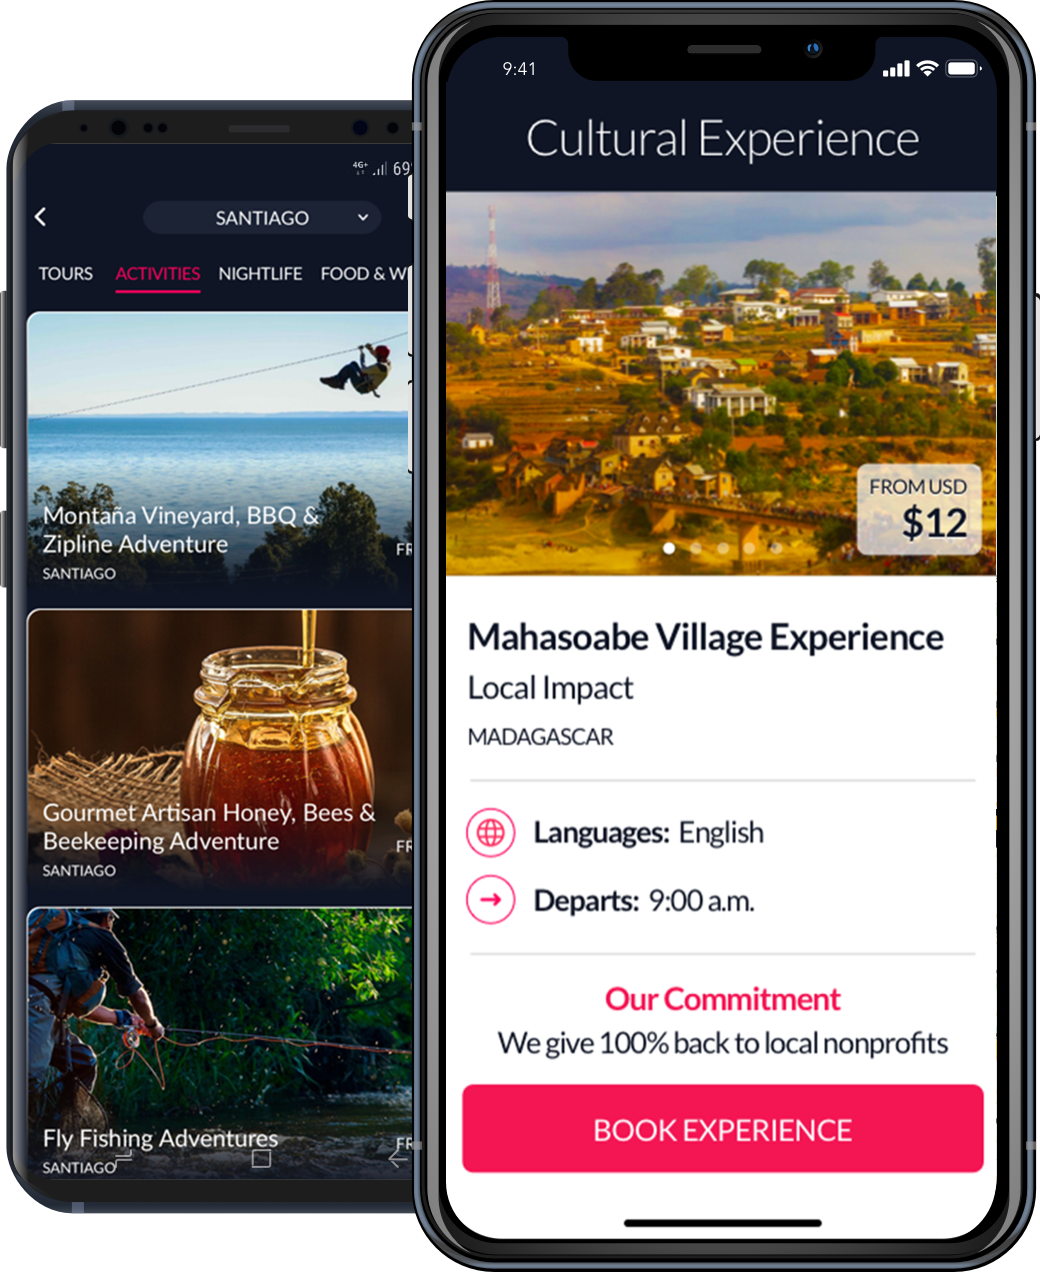 4G+ 69
SANTIAGO
TOURS ACTIVITIES NIGHTLIFE FOOD & W
Montaña Vineyard, BBQ &
Zipline Adventure
FR
SANTIAGO
Gourmet Artisan Honey, Bees &
Beekeeping Adventure
FR
SANTIAGO
Fly Fishing Adventures
FR
SANTIAGO
9:41
Cultural Experience
FROM USD
$12
Mahasoabe Village Experience
Local Impact
MADAGASCAR
Languages: English
Departs: 9:00 a.m.
Our Commitment
We give 100% back to local nonprofits
BOOK EXPERIENCE